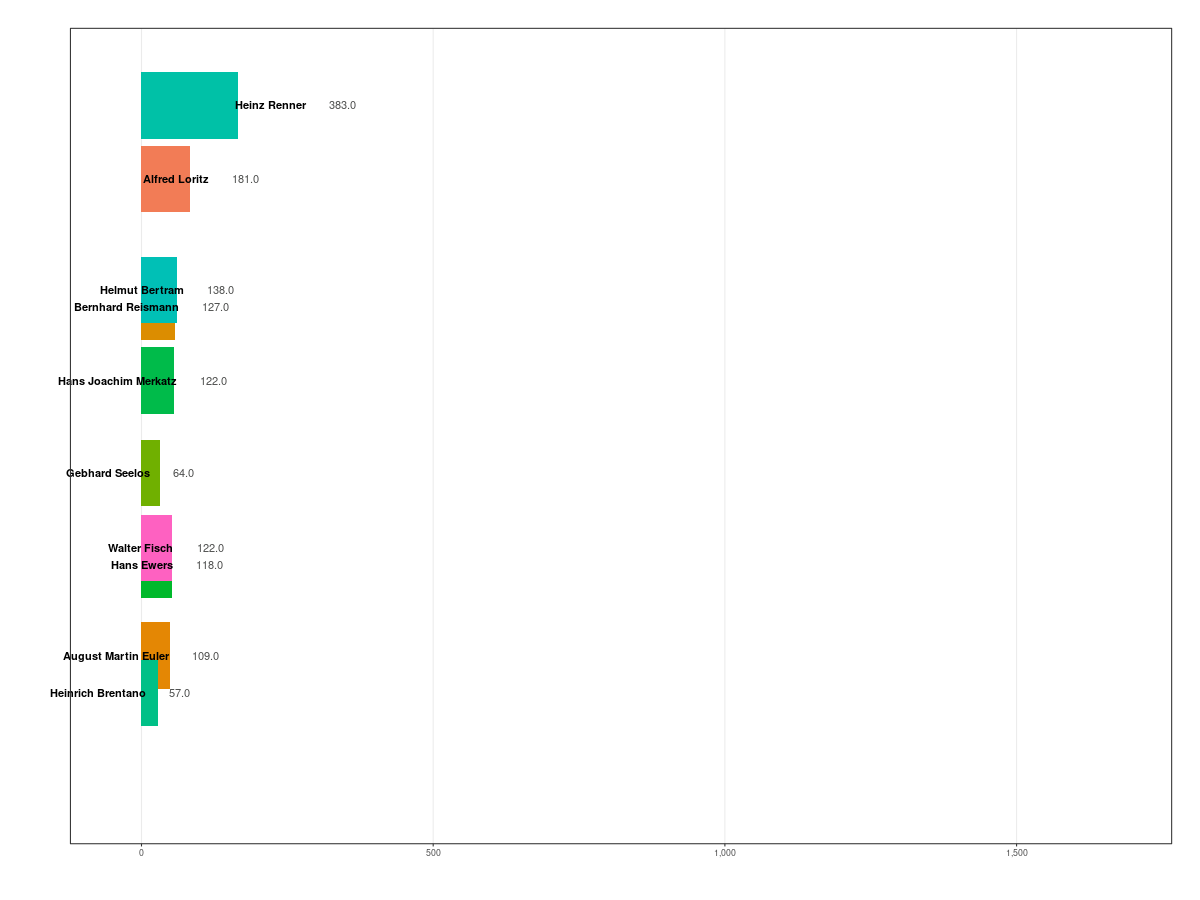 Heinz Renner 383.0
Alfred Loritz 181.0
Helmut Bertram 138.0
Bernhard Reismann 127.0
Hans Joachim Merkatz 122.0
Gebhard Seelos 64.0
Walter Fisch 122.0
Hans Ewers 118.0
August Martin Euler 109.0
Heinrich Brentano 57.0
0 500 1,000 1,500